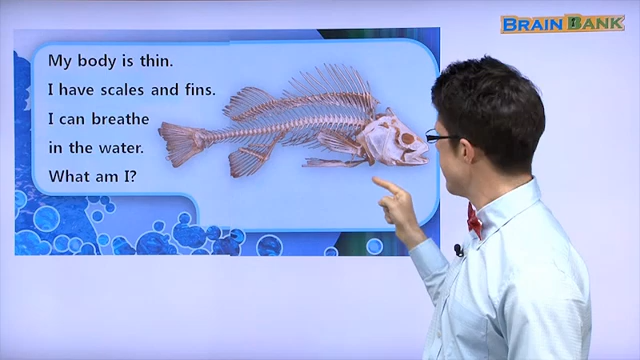 BRAIN BANK
My body is thin.
I have scales and fins.
I can breathe
in the water.
What am I?